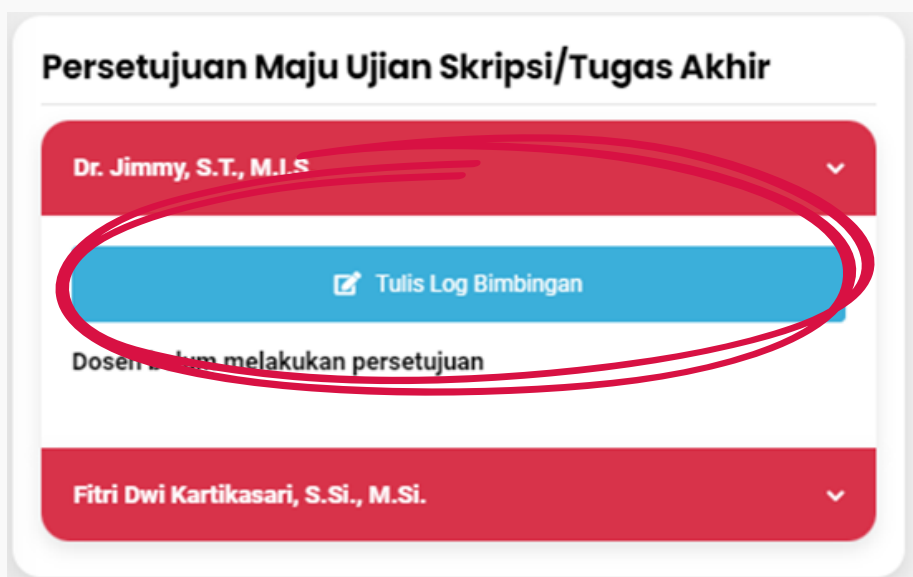 Persetujuan Maju Ujian Skripsi/Tugas Akhir
Dr. Jimmy, S.T., M.I.S
Tulis Log Bimbingan
Dosen belum melakukan persetujuan
Fitri Dwi Kartikasari, S.Si., M.Si.